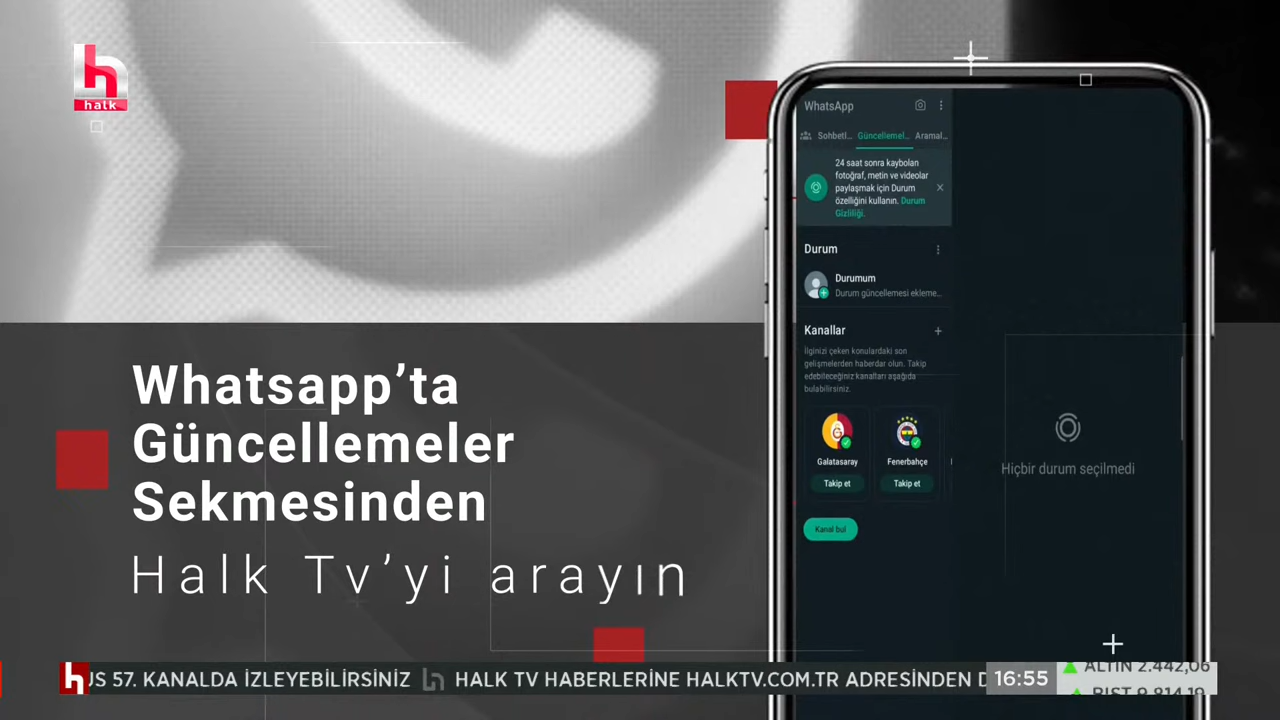 halk
WhatsApp
Sohbetl... Güncellemel... Aramal...
24 saat sonra kaybolan
fotoğraf, metin ve videolar
paylaşmak için Durum
özelliğini kullanın. Durum
Gizliliği.
Durum
Durumum
Durum güncellemesi ekleme...
Kanallar
İlginizi çeken konulardaki son
gelişmelerden haberdar olun. Takip
edebileceğiniz kanalları aşağıda
bulabilirsiniz.
Galatasaray Fenerbahçe
Takip et Takip et
Kanal bul
Hiçbir durum seçilmedi
Whatsapp’ta
Güncellemeler
Sekmesinden
Halk Tv’yi arayın
57. KANALDA İZLEYEBİLİRSİNİZ HALK TV HABERLERİNE HALKTV.COM.TR ADRESİNDEN
16:55
ALTIN 2.442,06
BIST 9.814,19